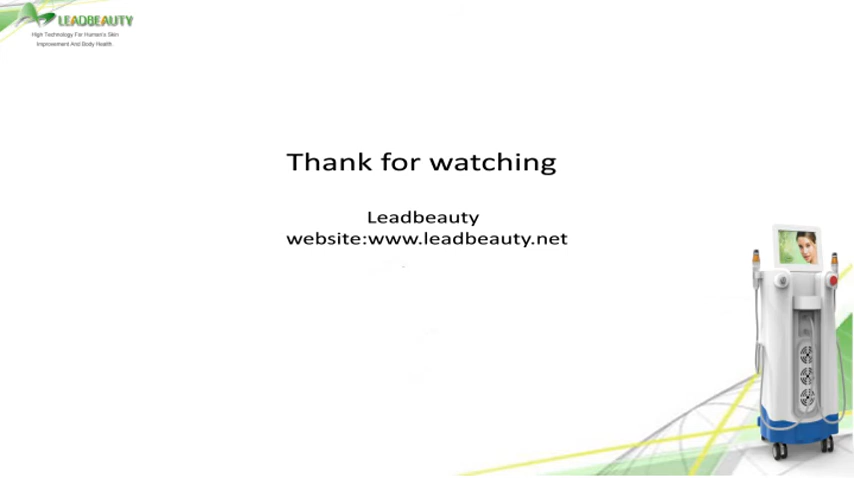 LEADBEAUTY
High Technology For Human's Skin
Improvement And Body Health
Thank for watching
Leadbeauty
website:www.leadbeauty.net